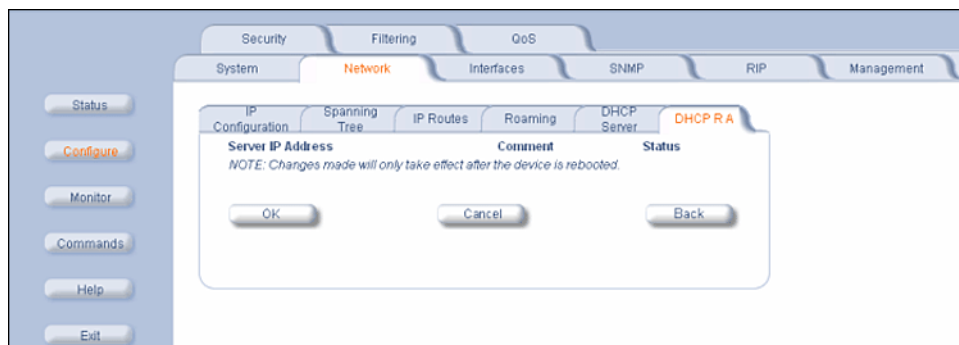 Security Filtering QoS
System Network Interfaces SNMP RIP Management
Status
Configure
Monitor
Commands
Help
Exit
IP Configuration Spanning Tree IP Routes Roaming DHCP Server DHCP R A
Server IP Address Comment Status
NOTE: Changes made will only take effect after the device is rebooted.
OK Cancel Back